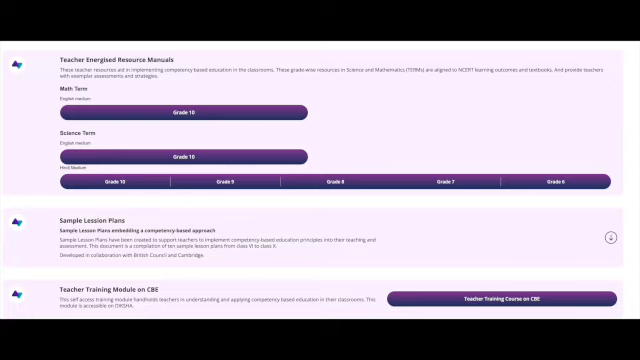 Teacher Energised Resource Manuals
These teacher resources aid in implementing competency based education in the classrooms. These grade-wise resources in Science and Mathematics (TERMs) are aligned to NCERT learning outcomes and textbooks. And provide teachers
with exemplar assessments and strategies.
Math Term
English medium
Grade 10
Science Term
English medium
Grade 10
Hindi Medium
Grade 10 Grade 9 Grade 8 Grade 7 Grade 6
Sample Lession Plans
Sample Lesson Plans embedding a competency-based approach
Sample Lesson Plans have been created to support teachers to implement competency-based education principles into their teaching and
assessment. This document is a compilation of ten sample lesson plans from class VI to class X.
Developed in collaboration with British Council and Cambridge.
Teacher Training Module on CBE
This self access training module handholds teachers in understanding and applying competency based education in their classrooms. This
module is accessible on DIKSHA.
Teacher Training Course on CBE